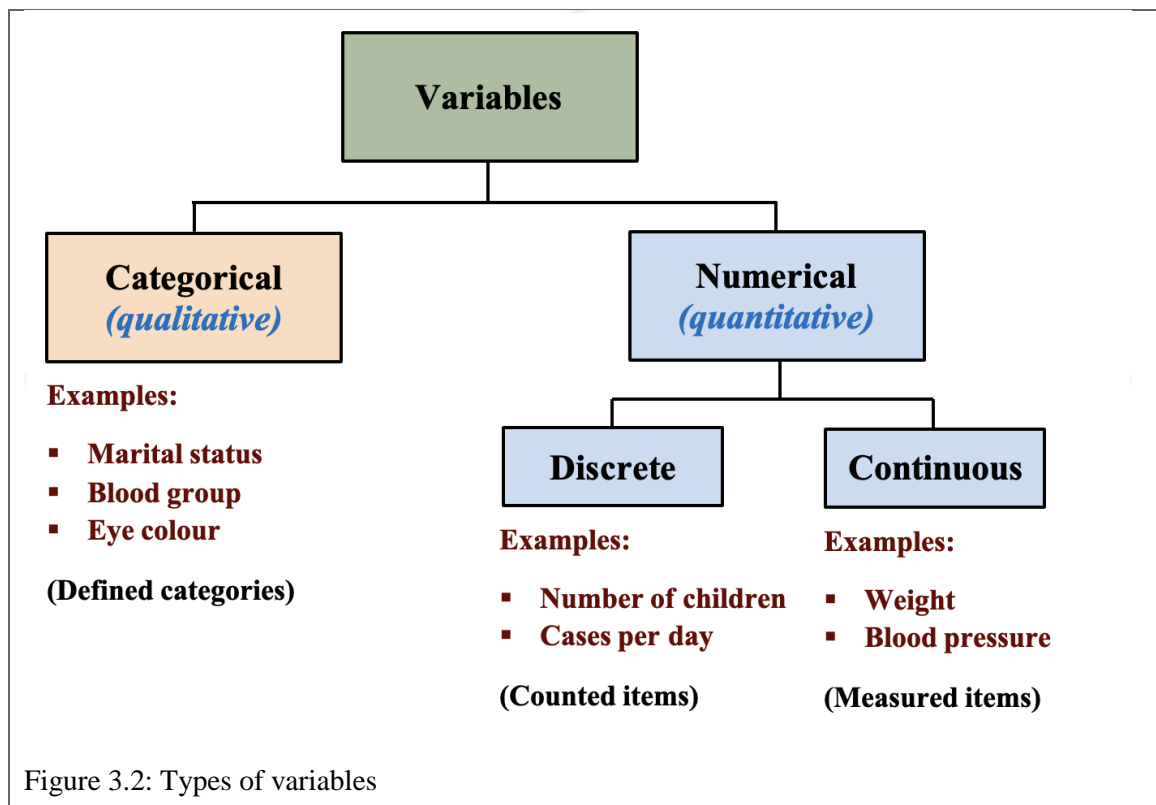 Variables
Categorical
(qualitative)
Examples:
▪ Marital status
▪ Blood group
▪ Eye colour
(Defined categories)
Numerical
(quantitative)
Discrete
Examples:
▪ Number of children
▪ Cases per day
(Counted items)
Continuous
Examples:
▪ Weight
▪ Blood pressure
(Measured items)
Figure 3.2: Types of variables